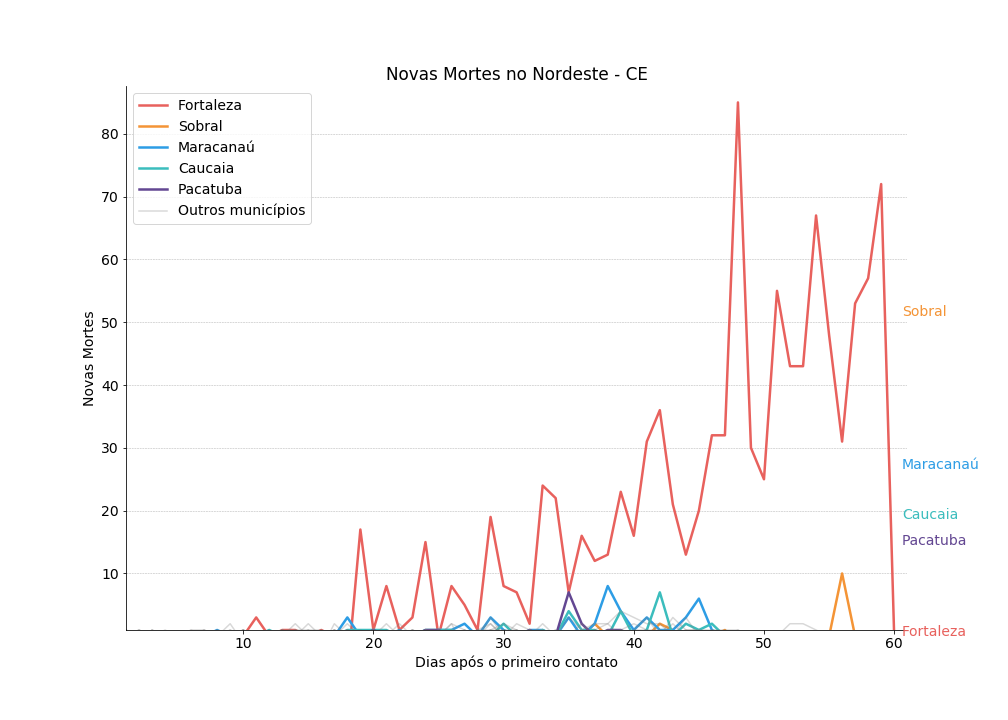 Novas Mortes no Nordeste - CE
Fortaleza
Sobral
Maracanaú
Caucaia
Pacatuba
Outros municípios
Novas Mortes
80
70
60
50
40
30
20
10
Sobral
Maracanaú
Caucaia
Pacatuba
Fortaleza
10 20 30 40 50 60
Dias após o primeiro contato